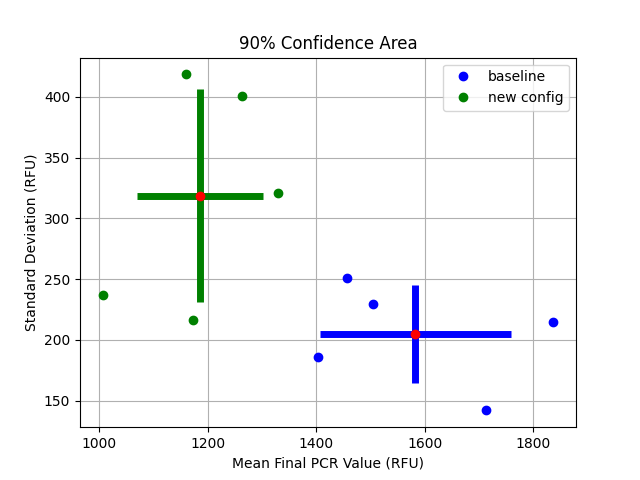 90% Confidence Area
baseline
new config
400
350
300
250
200
150
Standard Deviation (RFU)
1000
1200
1400
1600
1800
Mean Final PCR Value (RFU)